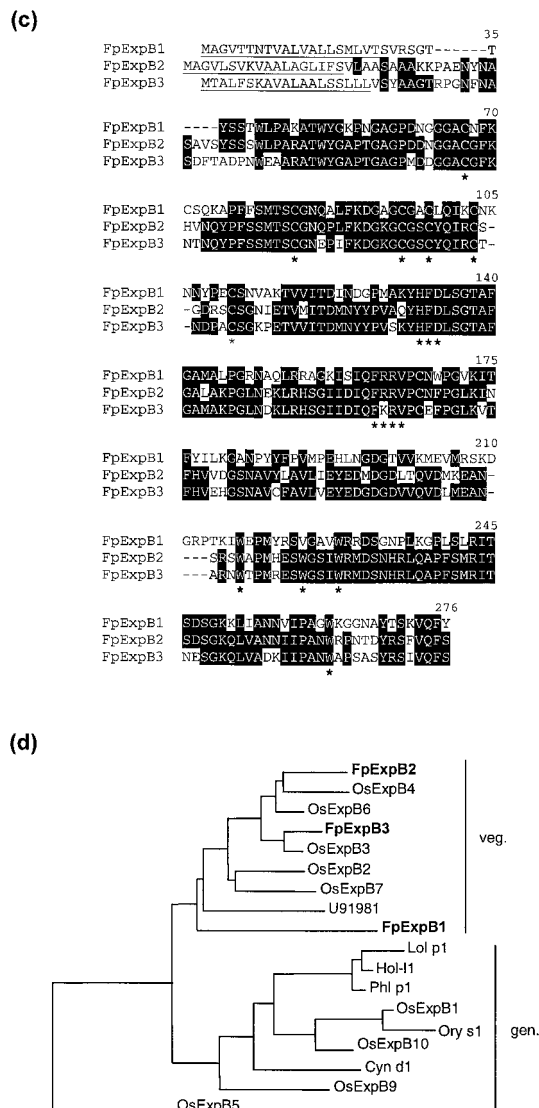 (c)
35
FpExpB1 MAGVTTNTVALVALLSMLVTSVRSGT------T
FpExpB2 MAGVLSVKVAALAGLIFSVLAASAAAKKPAENYNA
FpExpB3 MTALFSKAVALAALSSLLLVSYAAGTRPGNFNA
70
FpExpB1 ----YSSTWLPAKATWYGKPNGAGPDNGGGACNFK
FpExpB2 SAVSYSSSWLPARATWYGAPTGAGPDDNGGACGFK
FpExpB3 SDFTADPNWEAARATWYGAPTGAGPMDDGGACGFK
*
105
FpExpB1 CSQKAPFFSMTSCGNQALFKDGAGCGACLQIKCNK
FpExpB2 HVNQYPFSSMTSCGNQPLFKDGKGCGSCYQIRCS-
FpExpB3 NTNQYPFSSMTSCGNEPIFKDGKGCGSCYQIRCT-
* * * *
140
FpExpB1 NNYPECSNVAKTVVITDINDGPMAKYHFDLSGTAF
FpExpB2 -GDRSCSGNIETVMITDMNYYPVAQYHFDLSGTAF
FpExpB3 -NDEACSGKPETVVITDMNYYPVSKYHFDLSGTAF
* ***
175
FpExpB1 GAMALPGRNAQLRRAGKISIQFRRVPCNWPGVKIT
FpExpB2 GALAKPGLNEKLRHSGIIDIQFRRVPCNFPGLKIN
FpExpB3 GAMAKPGLNDKLRHSGIIDIQFKRVPCEFPGLKVT
****
210
FpExpB1 FYILKGANPYYFPVMPEHLNGDGTVVKMEVMRSKD
FpExpB2 FHVVDGSNAVYLAVLIEYEDMDGDLTQVDMKEAN-
FpExpB3 FHVEHGSNAVCFAVLVEYEDGDGDVVQVDLMEAN-
245
FpExpB1 GRPTKIWEPMYRSVGAVWRRDSGNPLKGPLSLRIT
FpExpB2 ---SRSWAPMHESWGSIWRMDSNHRLQAPFSMRIT
FpExpB3 ---ARNWTPMRESWGSIWRMDSNHRLQAPFSMRIT
* * *
276
FpExpB1 SDSGKKLIANNVIPAGWKGGNAYTSKVQFY
FpExpB2 SDSGKQLVANNIIPANWRPNTDYRSFVQFS
FpExpB3 NESGKQLVADKIIPANWAPSASYRSIVQFS
*
(d)
FpExpB2
OsExpB4
OsExpB6
FpExpB3
OsExpB3
OsExpB2
OsExpB7
U91981
FpExpB1
veg.
Lol p1
Hol-l1
Phl p1
OsExpB1
Ory s1
OsExpB10
Cyn d1
OsExpB9
OsExpB5
gen.